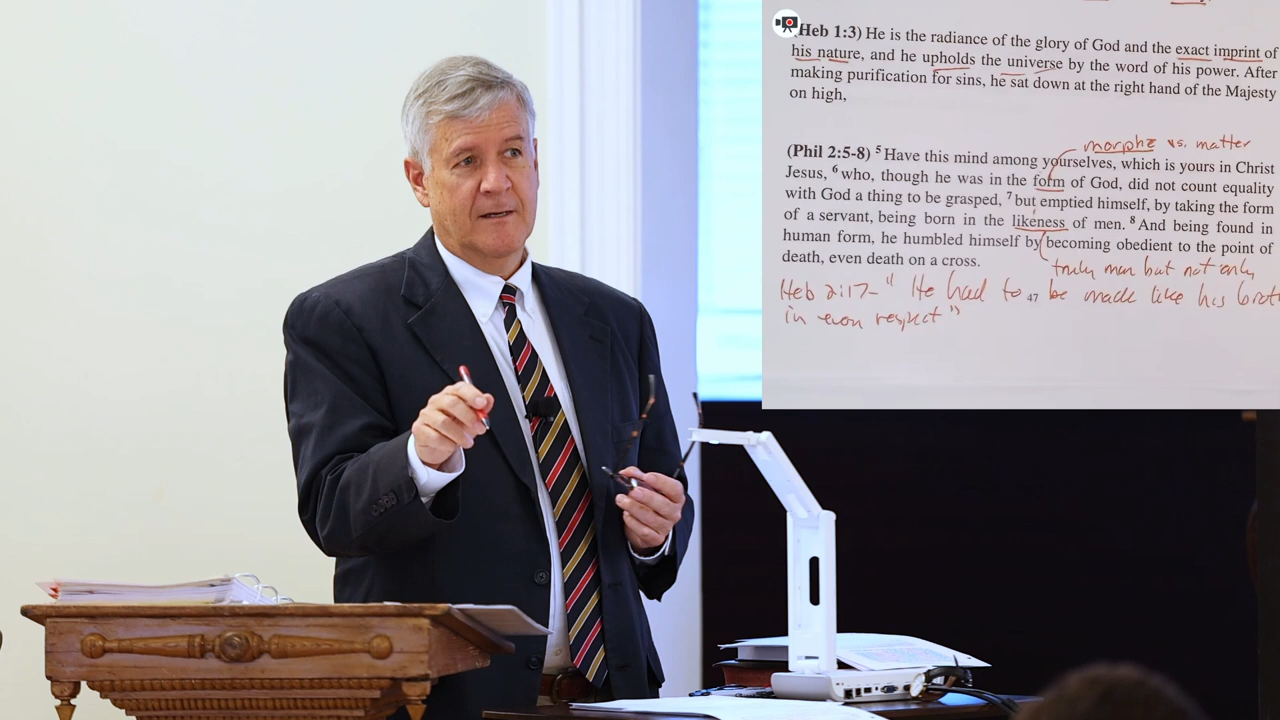 (Heb 1:3) He is the radiance of the glory of God and the exact imprint of
his nature, and he upholds the universe by the word of his power. After
making purification for sins, he sat down at the right hand of the Majesty
on high,
morphe vs. matter
(Phil 2:5-8) 5 Have this mind among yourselves, which is yours in Christ
Jesus, 6 who, though he was in the form of God, did not count equality
with God a thing to be grasped, 7 but emptied himself, by taking the form
of a servant, being born in the likeness of men. 8 And being found in
human form, he humbled himself by becoming obedient to the point of
death, even death on a cross.
truly man but not only
Heb 2:17- "He had to be made like his brot
47
in every respect"